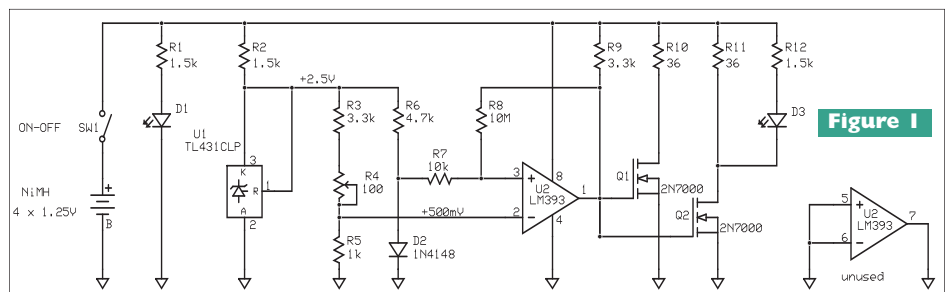 R1
1.5k
R2
1.5k
+2.5V
R3
3.3k
R6
4.7k
R8
10M
R9
3.3k
R10
36
R11
36
R12
1.5k
D1
D3
Figure 1
ON-OFF
SW1
U1
TL431CLP
3
K
R
1
A
2
R4
100
R7
10k
3
+
8
U2
LM393
1
2
-
4
Q1
2N7000
Q2
2N7000
NiMH
4 x 1.25V
+
B
+500mV
R5
1k
D2
1N4148
5
+
U2
LM393
7
6
-
unused